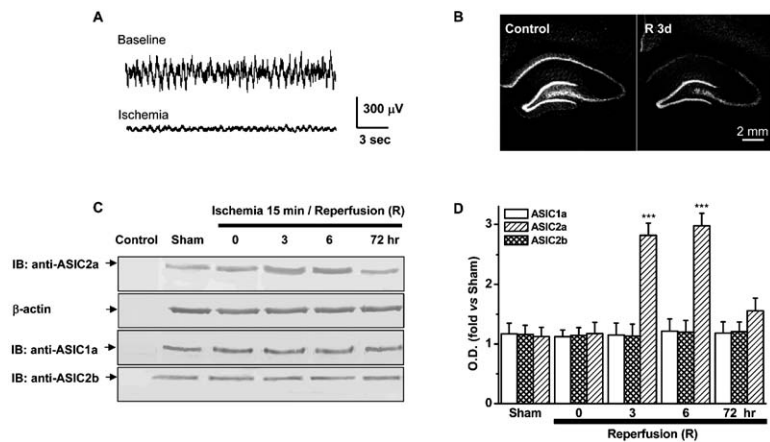 A
Baseline
Ischemia
300 μV
3 sec
B
Control
R 3d
2 mm
C
Ischemia 15 min / Reperfusion (R)
Control Sham 0 3 6 72 hr
IB: anti-ASIC2a
β-actin
IB: anti-ASIC1a
IB: anti-ASIC2b
D
ASIC1a
ASIC2a
ASIC2b
*** ***
O.D. (fold vs Sham)
3
2
1
0
Sham 0 3 6 72 hr
Reperfusion (R)